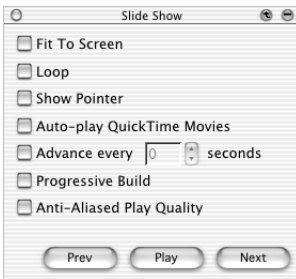 Slide Show
Fit To Screen
Loop
Show Pointer
Auto-play QuickTime Movies
Advance every 0 seconds
Progressive Build
Anti-Aliased Play Quality
Prev Play Next